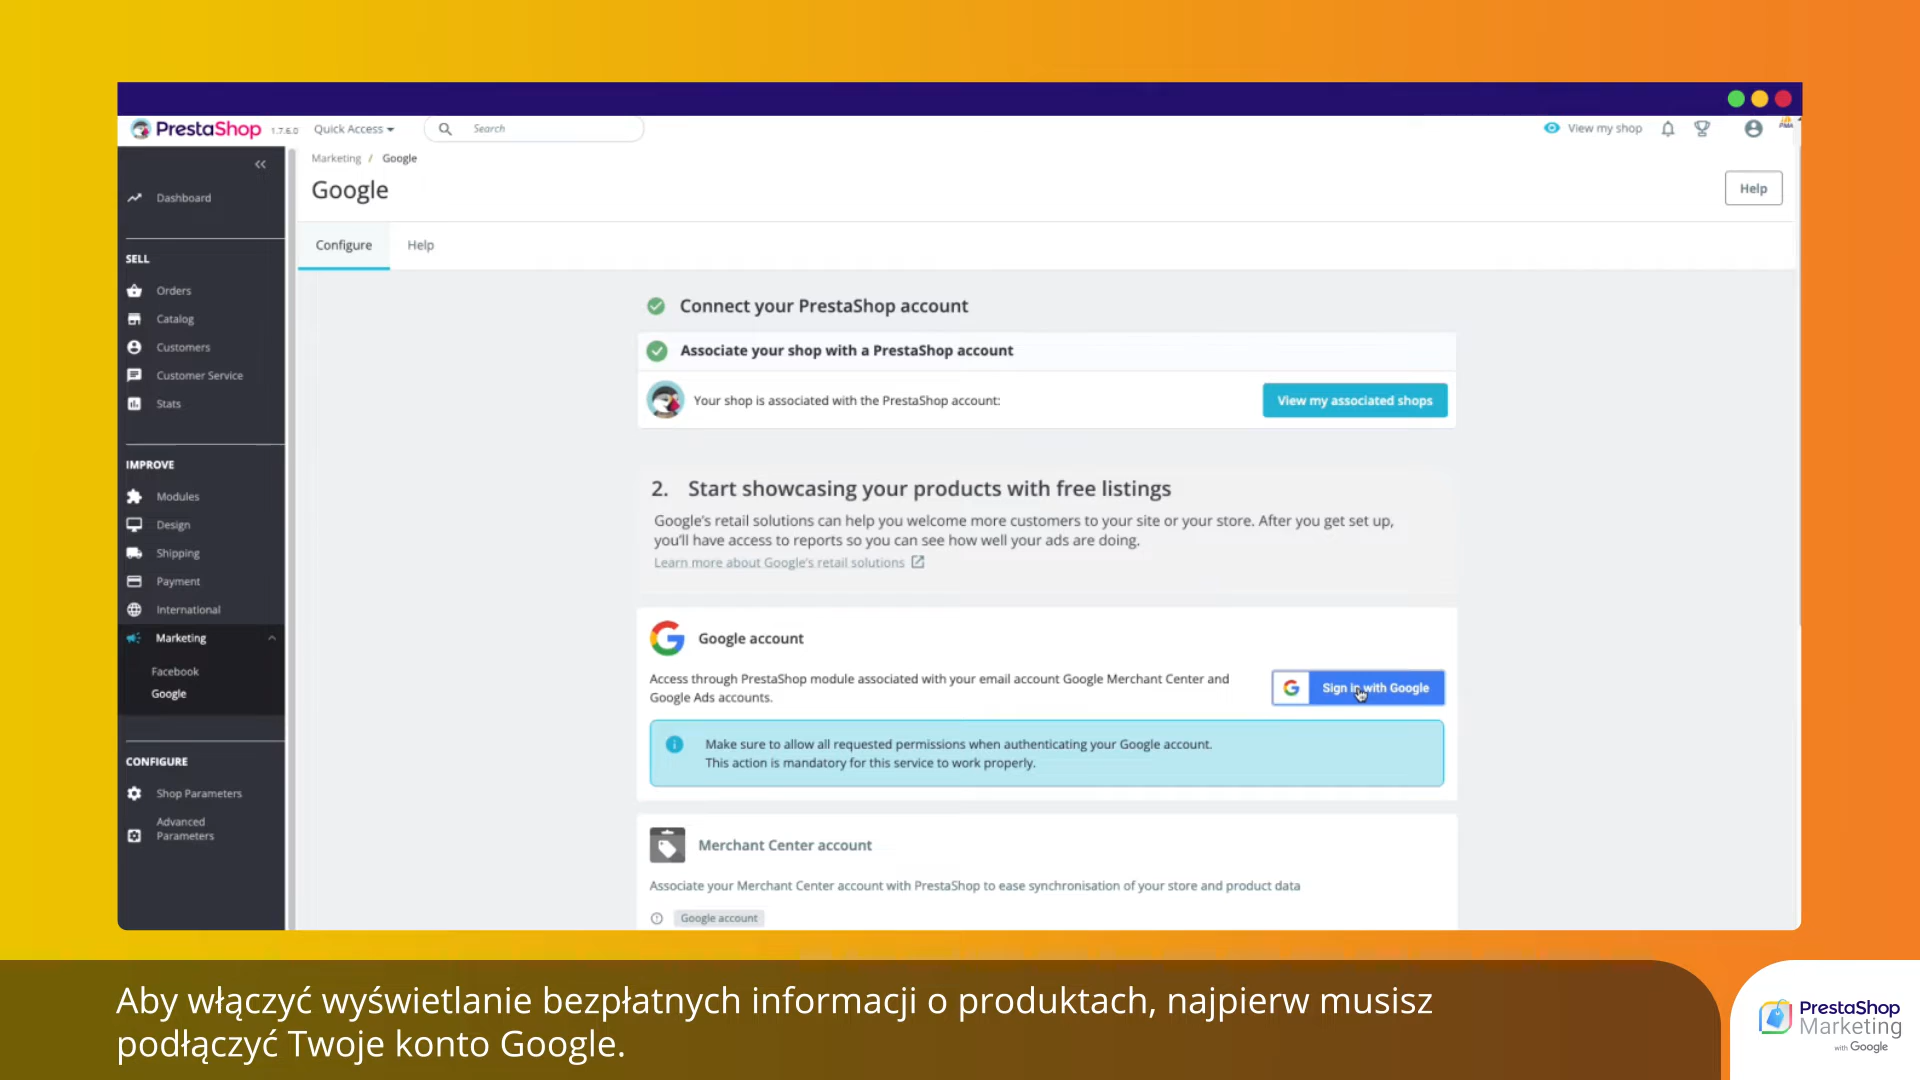 PrestaShop 1.7.6.0 Quick Access Search View my shop
Marketing / Google
Google
Help
Configure Help
Dashboard
SELL
Orders
Catalog
Customers
Customer Service
Stats
IMPROVE
Modules
Design
Shipping
Payment
International
Marketing
Facebook
Google
CONFIGURE
Shop Parameters
Advanced
Parameters
Connect your PrestaShop account
Associate your shop with a PrestaShop account
Your shop is associated with the PrestaShop account:
View my associated shops
2. Start showcasing your products with free listings
Google's retail solutions can help you welcome more customers to your site or your store. After you get set up,
you'll have access to reports so you can see how well your ads are doing.
Learn more about Google's retail solutions
Google account
Access through PrestaShop module associated with your email account Google Merchant Center and
Google Ads accounts.
Sign in with Google
Make sure to allow all requested permissions when authenticating your Google account.
This action is mandatory for this service to work properly.
Merchant Center account
Associate your Merchant Center account with PrestaShop to ease synchronisation of your store and product data
Google account
Aby włączyć wyświetlanie bezpłatnych informacji o produktach, najpierw musisz
podłączyć Twoje konto Google.
PrestaShop
Marketing
with Google